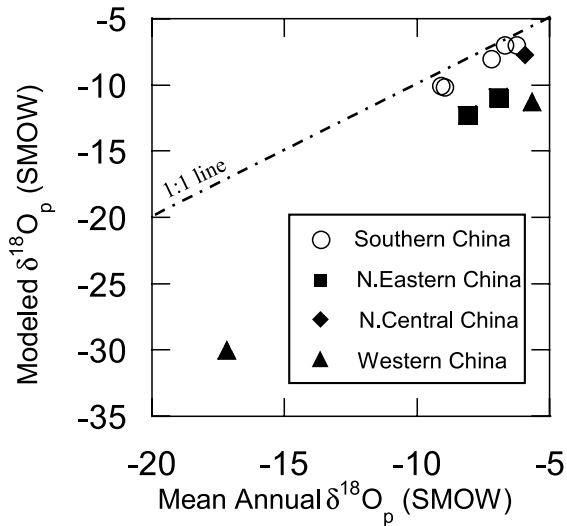 -5
-10
-15
-20
-25
-30
-35
Modeled δ¹⁸Oₚ (SMOW)
1:1 line
Southern China
N.Eastern China
N.Central China
Western China
-20 -15 -10 -5
Mean Annual δ¹⁸Oₚ (SMOW)